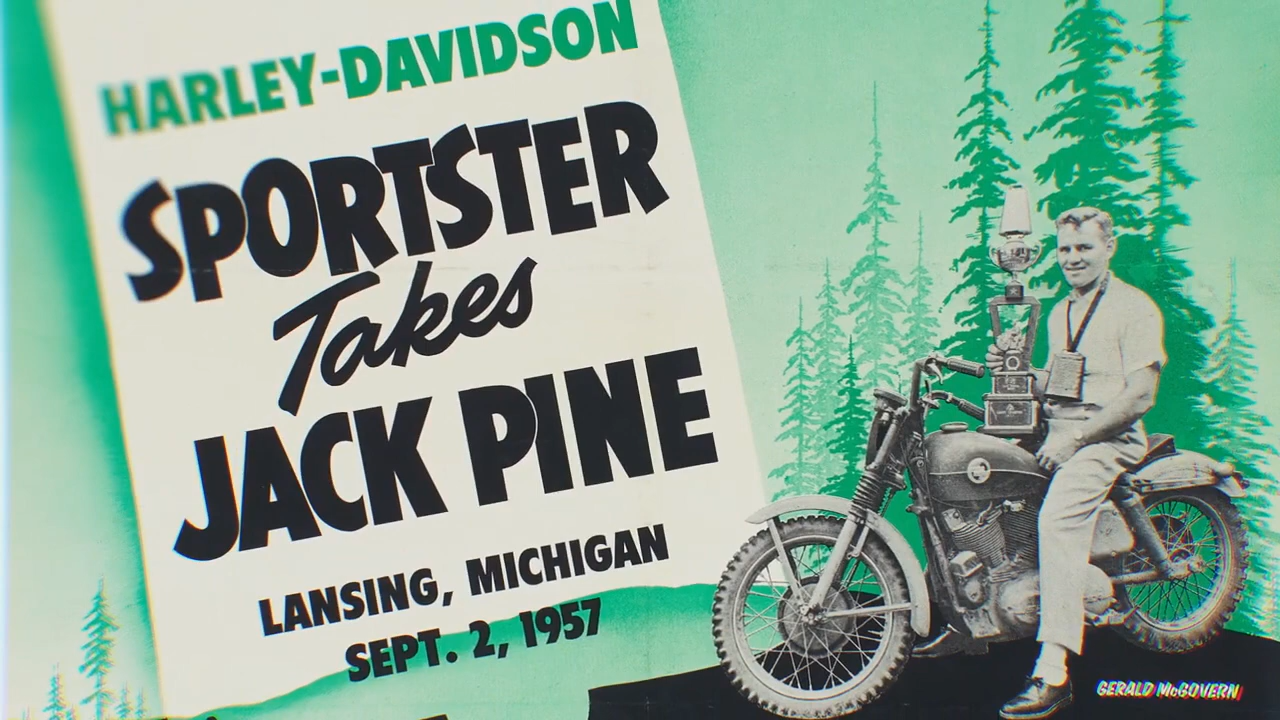 HARLEY-DAVIDSON
SPORTSTER
Takes
JACK PINE
LANSING, MICHIGAN
SEPT. 2, 1957
GERALD McGOVERN